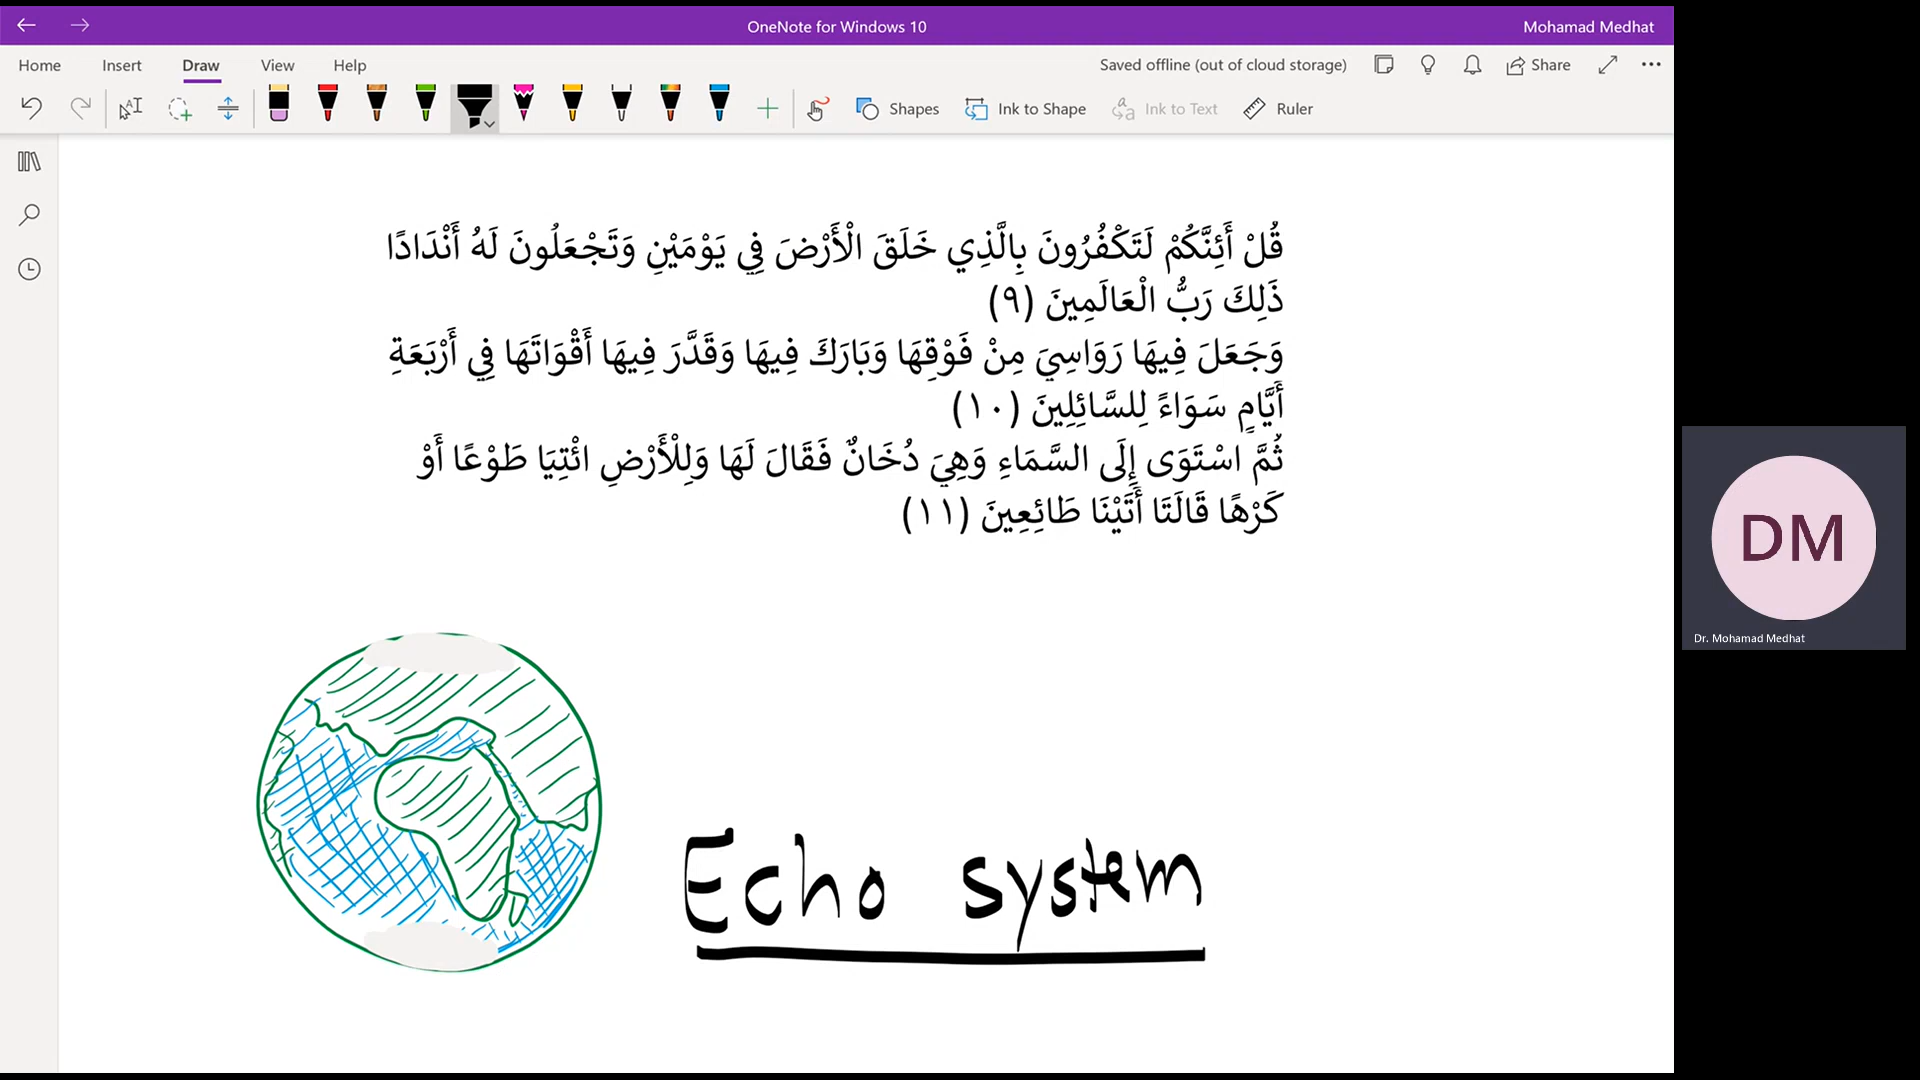 OneNote for Windows 10
Mohamad Medhat
Home Insert Draw View Help
Saved offline (out of cloud storage)
Share
Shapes
Ink to Shape
Ink to Text
Ruler
قُلْ أَئِنَّكُمْ لَتَكْفُرُونَ بِالَّذِي خَلَقَ الْأَرْضَ فِي يَوْمَيْنِ وَتَجْعَلُونَ لَهُ أَنْدَادًا
ذَلِكَ رَبُّ الْعَالَمِينَ (٩)
وَجَعَلَ فِيهَا رَوَاسِيَ مِنْ فَوْقِهَا وَبَارَكَ فِيهَا وَقَدَّرَ فِيهَا أَقْوَاتَهَا فِي أَرْبَعَةِ
أَيَّامٍ سَوَاءً لِلسَّائِلِينَ (١٠)
ثُمَّ اسْتَوَى إِلَى السَّمَاءِ وَهِيَ دُخَانٌ فَقَالَ لَهَا وَلِلْأَرْضِ ائْتِيَا طَوْعًا أَوْ
كَرْهًا قَالَتَا أَتَيْنَا طَائِعِينَ (١١)
Echo system
DM
Dr. Mohamad Medhat